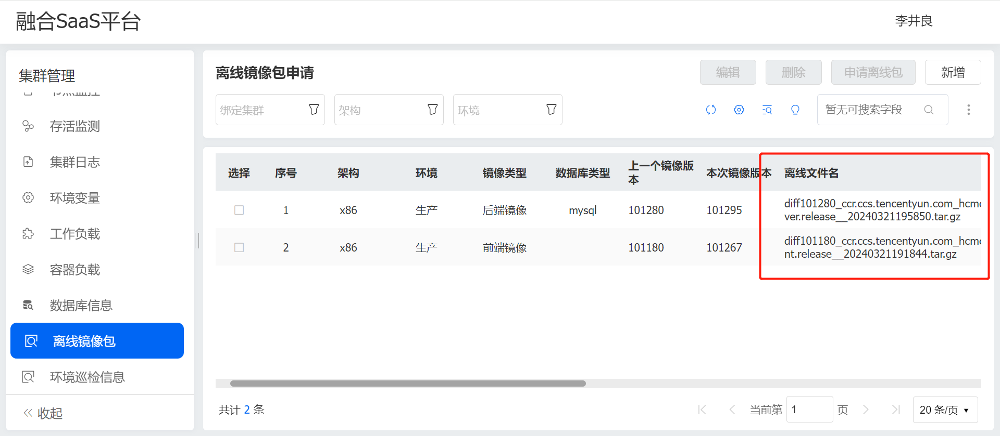 融合SaaS平台
李井良
集群管理
存活监测
集群日志
环境变量
工作负载
容器负载
数据库信息
离线镜像包
环境巡检信息
收起
离线镜像包申请
编辑
删除
申请离线包
新增
绑定集群
架构
环境
暂无可搜索字段
选择 序号 架构 环境 镜像类型 数据库类型 上一个镜像版本 本次镜像版本 离线文件名
1 x86 生产 后端镜像 mysql 101280 101295 diff101280_ccr.ccs.tencentyun.com_hcm
ver.release__20240321195850.tar.gz
2 x86 生产 前端镜像 101180 101267 diff101180_ccr.ccs.tencentyun.com_hcm
nt.release__20240321191844.tar.gz
共计 2 条
当前第 1 页
20 条/页